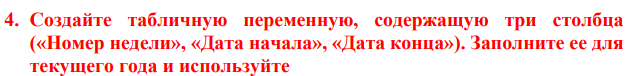 4. Создайте табличную переменную, содержащую три столбца
(«Номер недели», «Дата начала», «Дата конца»). Заполните ее для
текущего года и используйте